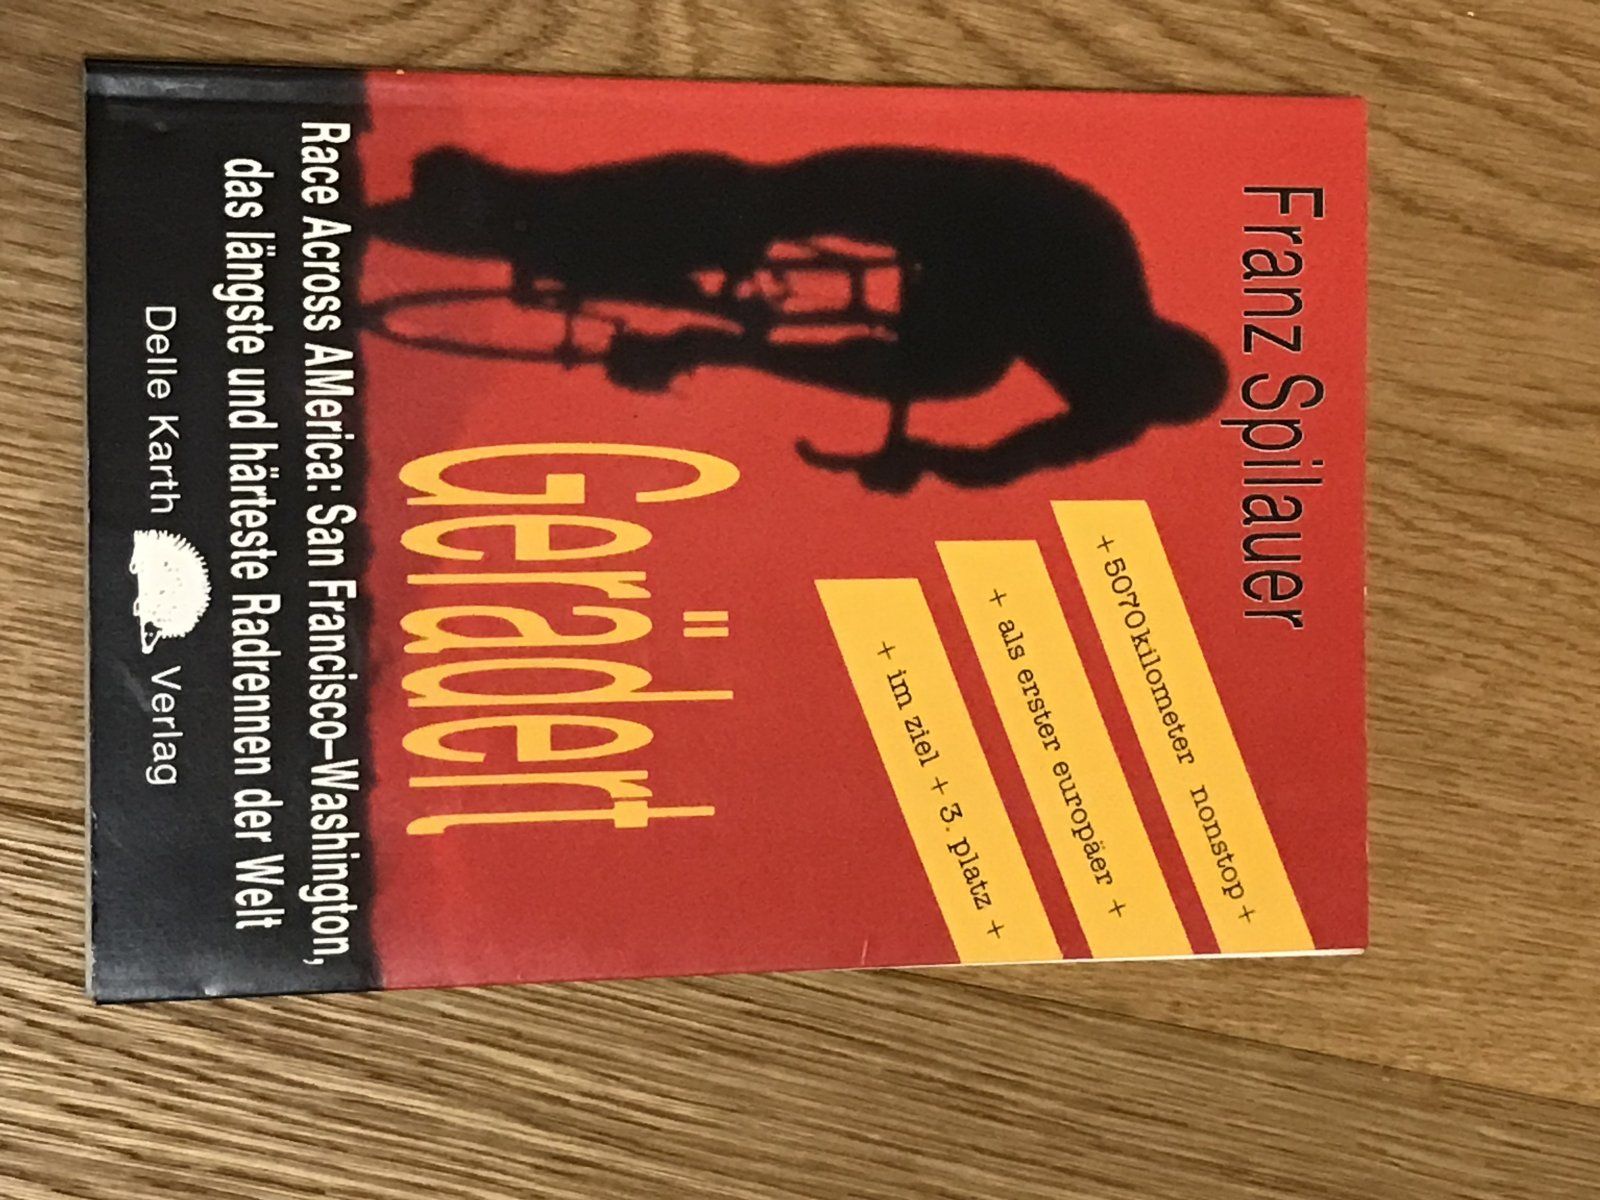 Franz Spilauer
+ 5070kilometer nonstop +
+ als erster europäer +
+ im ziel + 3. platz +
Gerädert
Race Across AMerica: San Francisco–Washington,
das längste und härteste Radrennen der Welt
Delle Karth Verlag